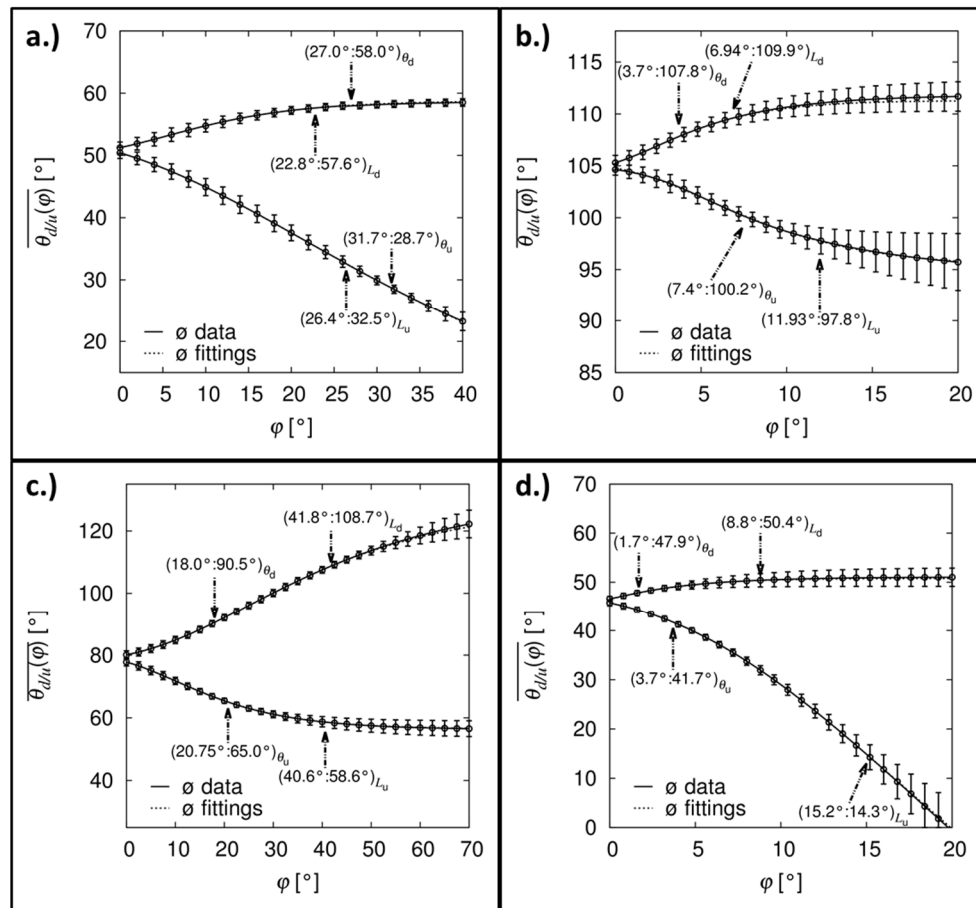 a.)
70
60
50
40
30
20
0 5 10 15 20 25 30 35 40
θd/u(φ) [°]
φ [°]
(27.0°:58.0°)θd
(22.8°:57.6°)Ld
(31.7°:28.7°)θu
(26.4°:32.5°)Lu
— ø data
┈ ø fittings
b.)
115
110
105
100
95
90
85
0 5 10 15 20
θd/u(φ) [°]
φ [°]
(6.94°:109.9°)Ld
(3.7°:107.8°)θd
(7.4°:100.2°)θu
(11.93°:97.8°)Lu
— ø data
┈ ø fittings
c.)
120
100
80
60
40
0 10 20 30 40 50 60 70
θd/u(φ) [°]
φ [°]
(41.8°:108.7°)Ld
(18.0°:90.5°)θd
(20.75°:65.0°)θu
(40.6°:58.6°)Lu
— ø data
┈ ø fittings
d.)
70
60
50
40
30
20
10
0
0 5 10 15 20
θd/u(φ) [°]
φ [°]
(8.8°:50.4°)Ld
(1.7°:47.9°)θd
(3.7°:41.7°)θu
(15.2°:14.3°)Lu
— ø data
┈ ø fittings